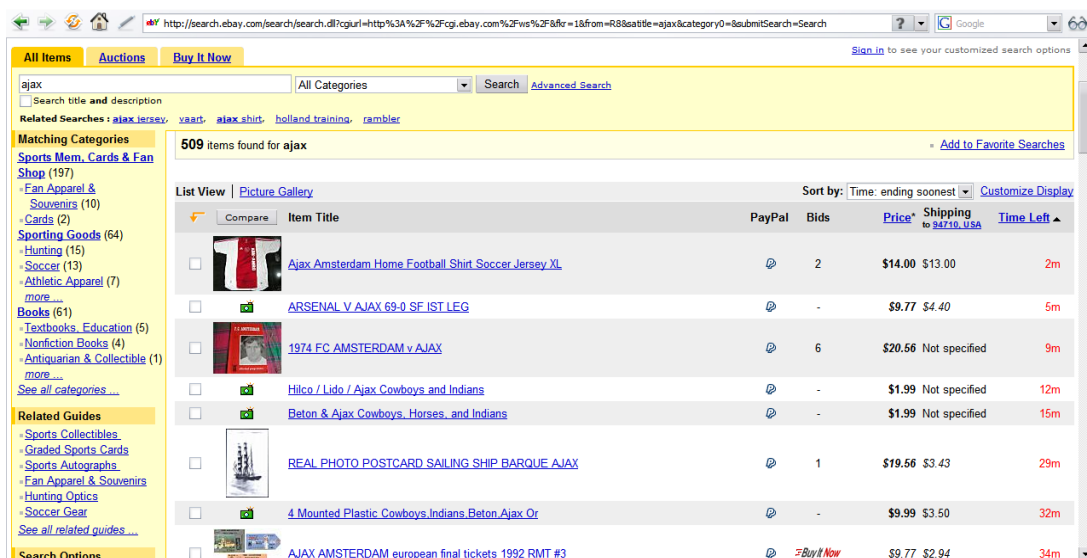 http://search.ebay.com/search/search.dll?cgiurl=http%3A%2F%2Fcgi.ebay.com%2Fws%2F&fkr=1&from=R8&satitle=ajax&category0=&submitSearch=Search
? G Google
All Items Auctions Buy It Now
Sign in to see your customized search options
ajax All Categories Search Advanced Search
Search title and description
Related Searches : ajax jersey, vaart, ajax shirt, holland training, rambler
Matching Categories
Sports Mem, Cards & Fan
Shop (197)
Fan Apparel &
Souvenirs (10)
Cards (2)
Sporting Goods (64)
Hunting (15)
Soccer (13)
Athletic Apparel (7)
more ...
Books (61)
Textbooks, Education (5)
Nonfiction Books (4)
Antiquarian & Collectible (1)
more ...
See all categories ...
Related Guides
Sports Collectibles
Graded Sports Cards
Sports Autographs
Fan Apparel & Souvenirs
Hunting Optics
Soccer Gear
See all related guides ...
Search Options
509 items found for ajax
Add to Favorite Searches
List View | Picture Gallery
Sort by: Time: ending soonest Customize Display
Compare Item Title PayPal Bids Price* Shipping to 94710, USA Time Left
Ajax Amsterdam Home Football Shirt Soccer Jersey XL 2 $14.00 $13.00 2m
ARSENAL V AJAX 69-0 SF IST LEG - $9.77 $4.40 5m
1974 FC AMSTERDAM v AJAX 6 $20.56 Not specified 9m
Hilco / Lido / Ajax Cowboys and Indians - $1.99 Not specified 12m
Beton & Ajax Cowboys, Horses, and Indians - $1.99 Not specified 15m
REAL PHOTO POSTCARD SAILING SHIP BARQUE AJAX 1 $19.56 $3.43 29m
4 Mounted Plastic Cowboys,Indians,Beton,Ajax Or - $9.99 $3.50 32m
AJAX AMSTERDAM european final tickets 1992 RMT #3 Buy It Now $9.77 $2.94 34m